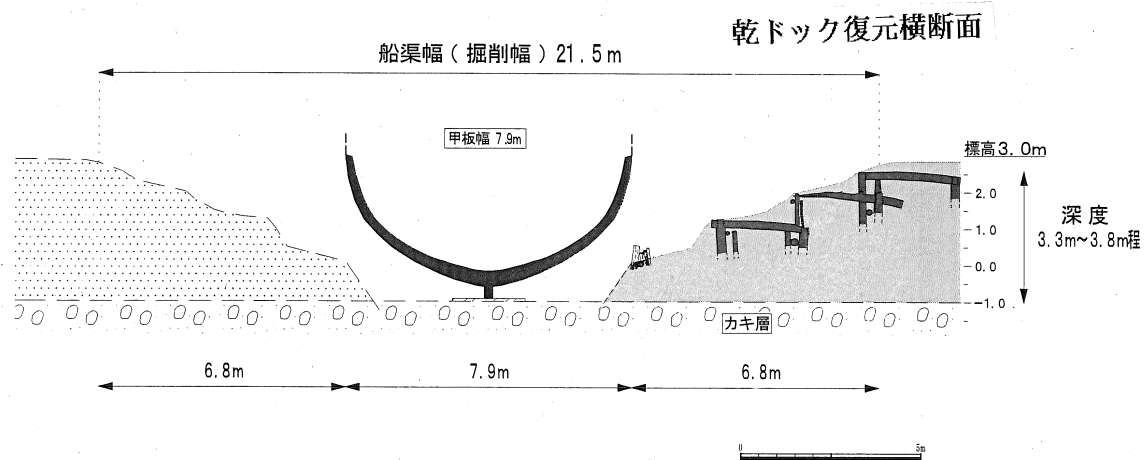 乾ドック復元横断面
船渠幅(掘削幅)21.5m
甲板幅 7.9m
標高3.0m
2.0
1.0
0.0
-1.0
深度
3.3m~3.8m程
カキ層
6.8m
7.9m
6.8m
0
5m